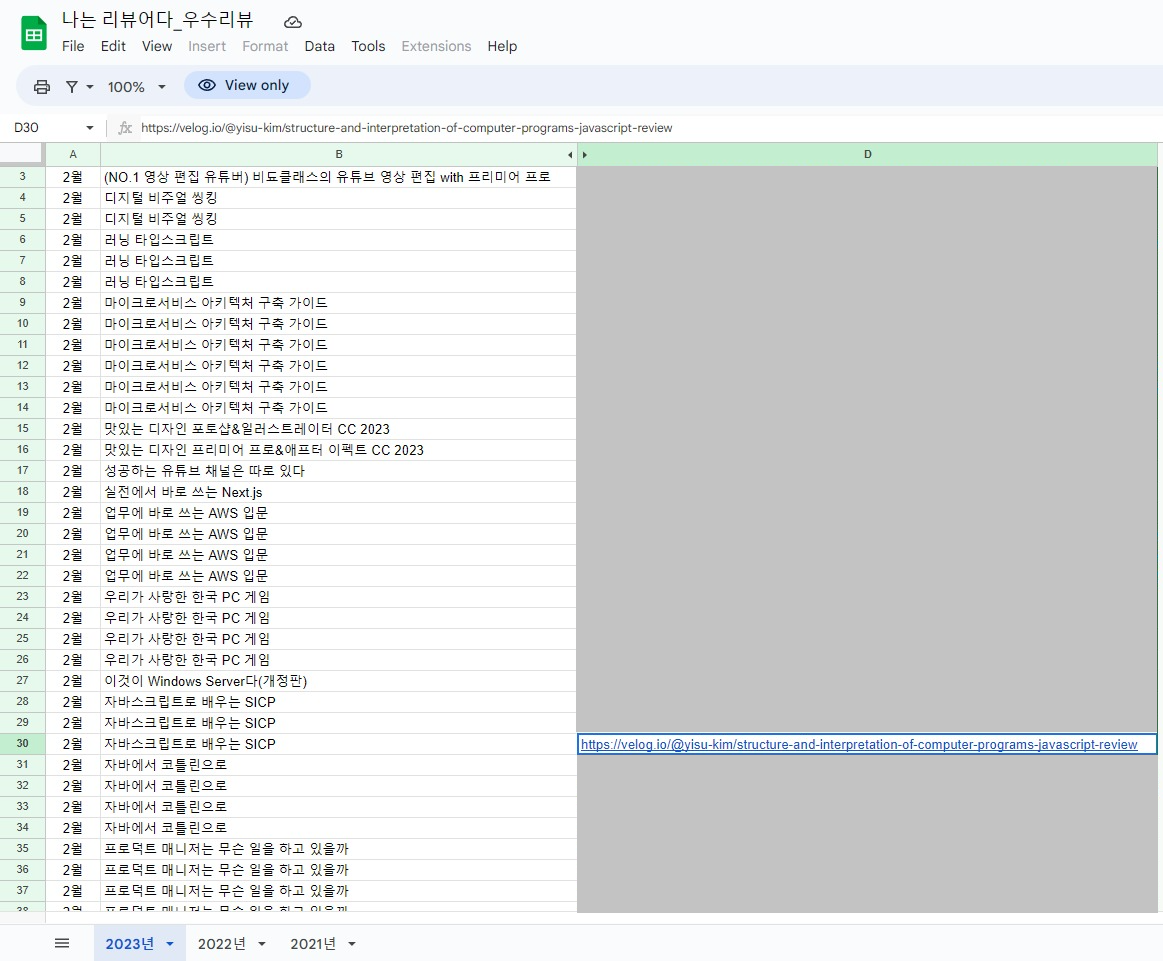 나는 리뷰어다_우수리뷰
File Edit View Insert Format Data Tools Extensions Help
100% View only
D30 fx https://velog.io/@yisu-kim/structure-and-interpretation-of-computer-programs-javascript-review
A B D
3 2월 (NO.1 영상 편집 유튜버) 비됴클래스의 유튜브 영상 편집 with 프리미어 프로
4 2월 디지털 비주얼 씽킹
5 2월 디지털 비주얼 씽킹
6 2월 러닝 타입스크립트
7 2월 러닝 타입스크립트
8 2월 러닝 타입스크립트
9 2월 마이크로서비스 아키텍처 구축 가이드
10 2월 마이크로서비스 아키텍처 구축 가이드
11 2월 마이크로서비스 아키텍처 구축 가이드
12 2월 마이크로서비스 아키텍처 구축 가이드
13 2월 마이크로서비스 아키텍처 구축 가이드
14 2월 마이크로서비스 아키텍처 구축 가이드
15 2월 맛있는 디자인 포토샵&일러스트레이터 CC 2023
16 2월 맛있는 디자인 프리미어 프로&애프터 이펙트 CC 2023
17 2월 성공하는 유튜브 채널은 따로 있다
18 2월 실전에서 바로 쓰는 Next.js
19 2월 업무에 바로 쓰는 AWS 입문
20 2월 업무에 바로 쓰는 AWS 입문
21 2월 업무에 바로 쓰는 AWS 입문
22 2월 업무에 바로 쓰는 AWS 입문
23 2월 우리가 사랑한 한국 PC 게임
24 2월 우리가 사랑한 한국 PC 게임
25 2월 우리가 사랑한 한국 PC 게임
26 2월 우리가 사랑한 한국 PC 게임
27 2월 이것이 Windows Server다(개정판)
28 2월 자바스크립트로 배우는 SICP
29 2월 자바스크립트로 배우는 SICP
30 2월 자바스크립트로 배우는 SICP https://velog.io/@yisu-kim/structure-and-interpretation-of-computer-programs-javascript-review
31 2월 자바에서 코틀린으로
32 2월 자바에서 코틀린으로
33 2월 자바에서 코틀린으로
34 2월 자바에서 코틀린으로
35 2월 프로덕트 매니저는 무슨 일을 하고 있을까
36 2월 프로덕트 매니저는 무슨 일을 하고 있을까
37 2월 프로덕트 매니저는 무슨 일을 하고 있을까
38 2월 프로덕트 매니저는 무슨 일을 하고 있을까
2023년 2022년 2021년